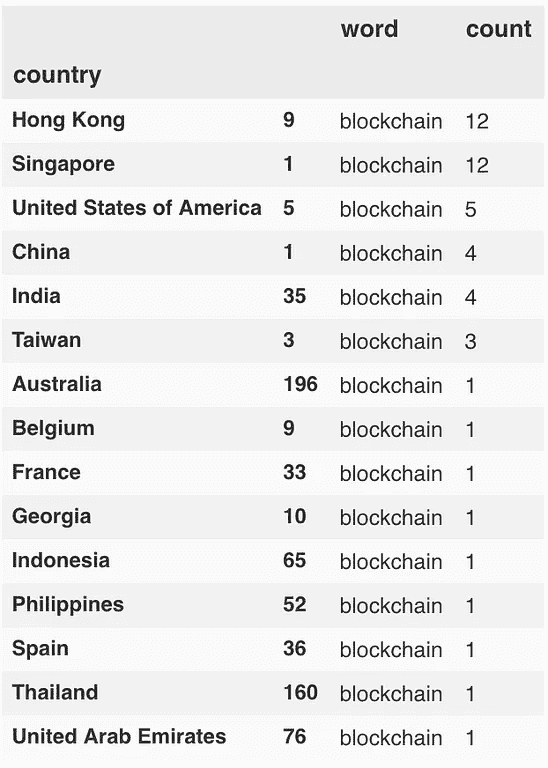 word count
country
Hong Kong 9 blockchain 12
Singapore 1 blockchain 12
United States of America 5 blockchain 5
China 1 blockchain 4
India 35 blockchain 4
Taiwan 3 blockchain 3
Australia 196 blockchain 1
Belgium 9 blockchain 1
France 33 blockchain 1
Georgia 10 blockchain 1
Indonesia 65 blockchain 1
Philippines 52 blockchain 1
Spain 36 blockchain 1
Thailand 160 blockchain 1
United Arab Emirates 76 blockchain 1